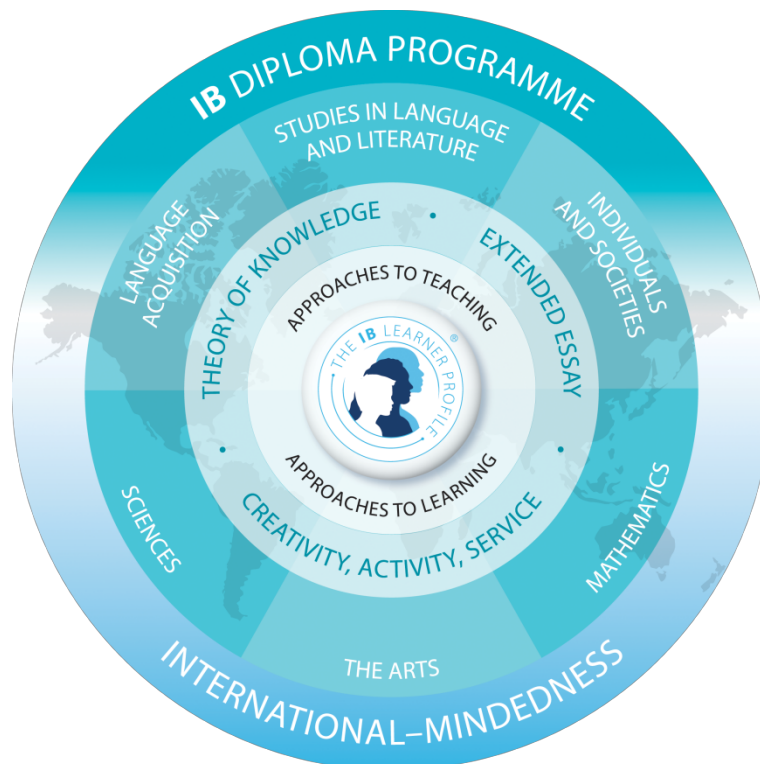 IB DIPLOMA PROGRAMME
STUDIES IN LANGUAGE
AND LITERATURE
LANGUAGE
ACQUISITION
INDIVIDUALS
AND SOCIETIES
THEORY OF KNOWLEDGE
•
EXTENDED ESSAY
•
APPROACHES TO TEACHING
• THE IB LEARNER PROFILE •
®
APPROACHES TO LEARNING
CREATIVITY, ACTIVITY, SERVICE
•
SCIENCES
MATHEMATICS
THE ARTS
INTERNATIONAL–MINDEDNESS